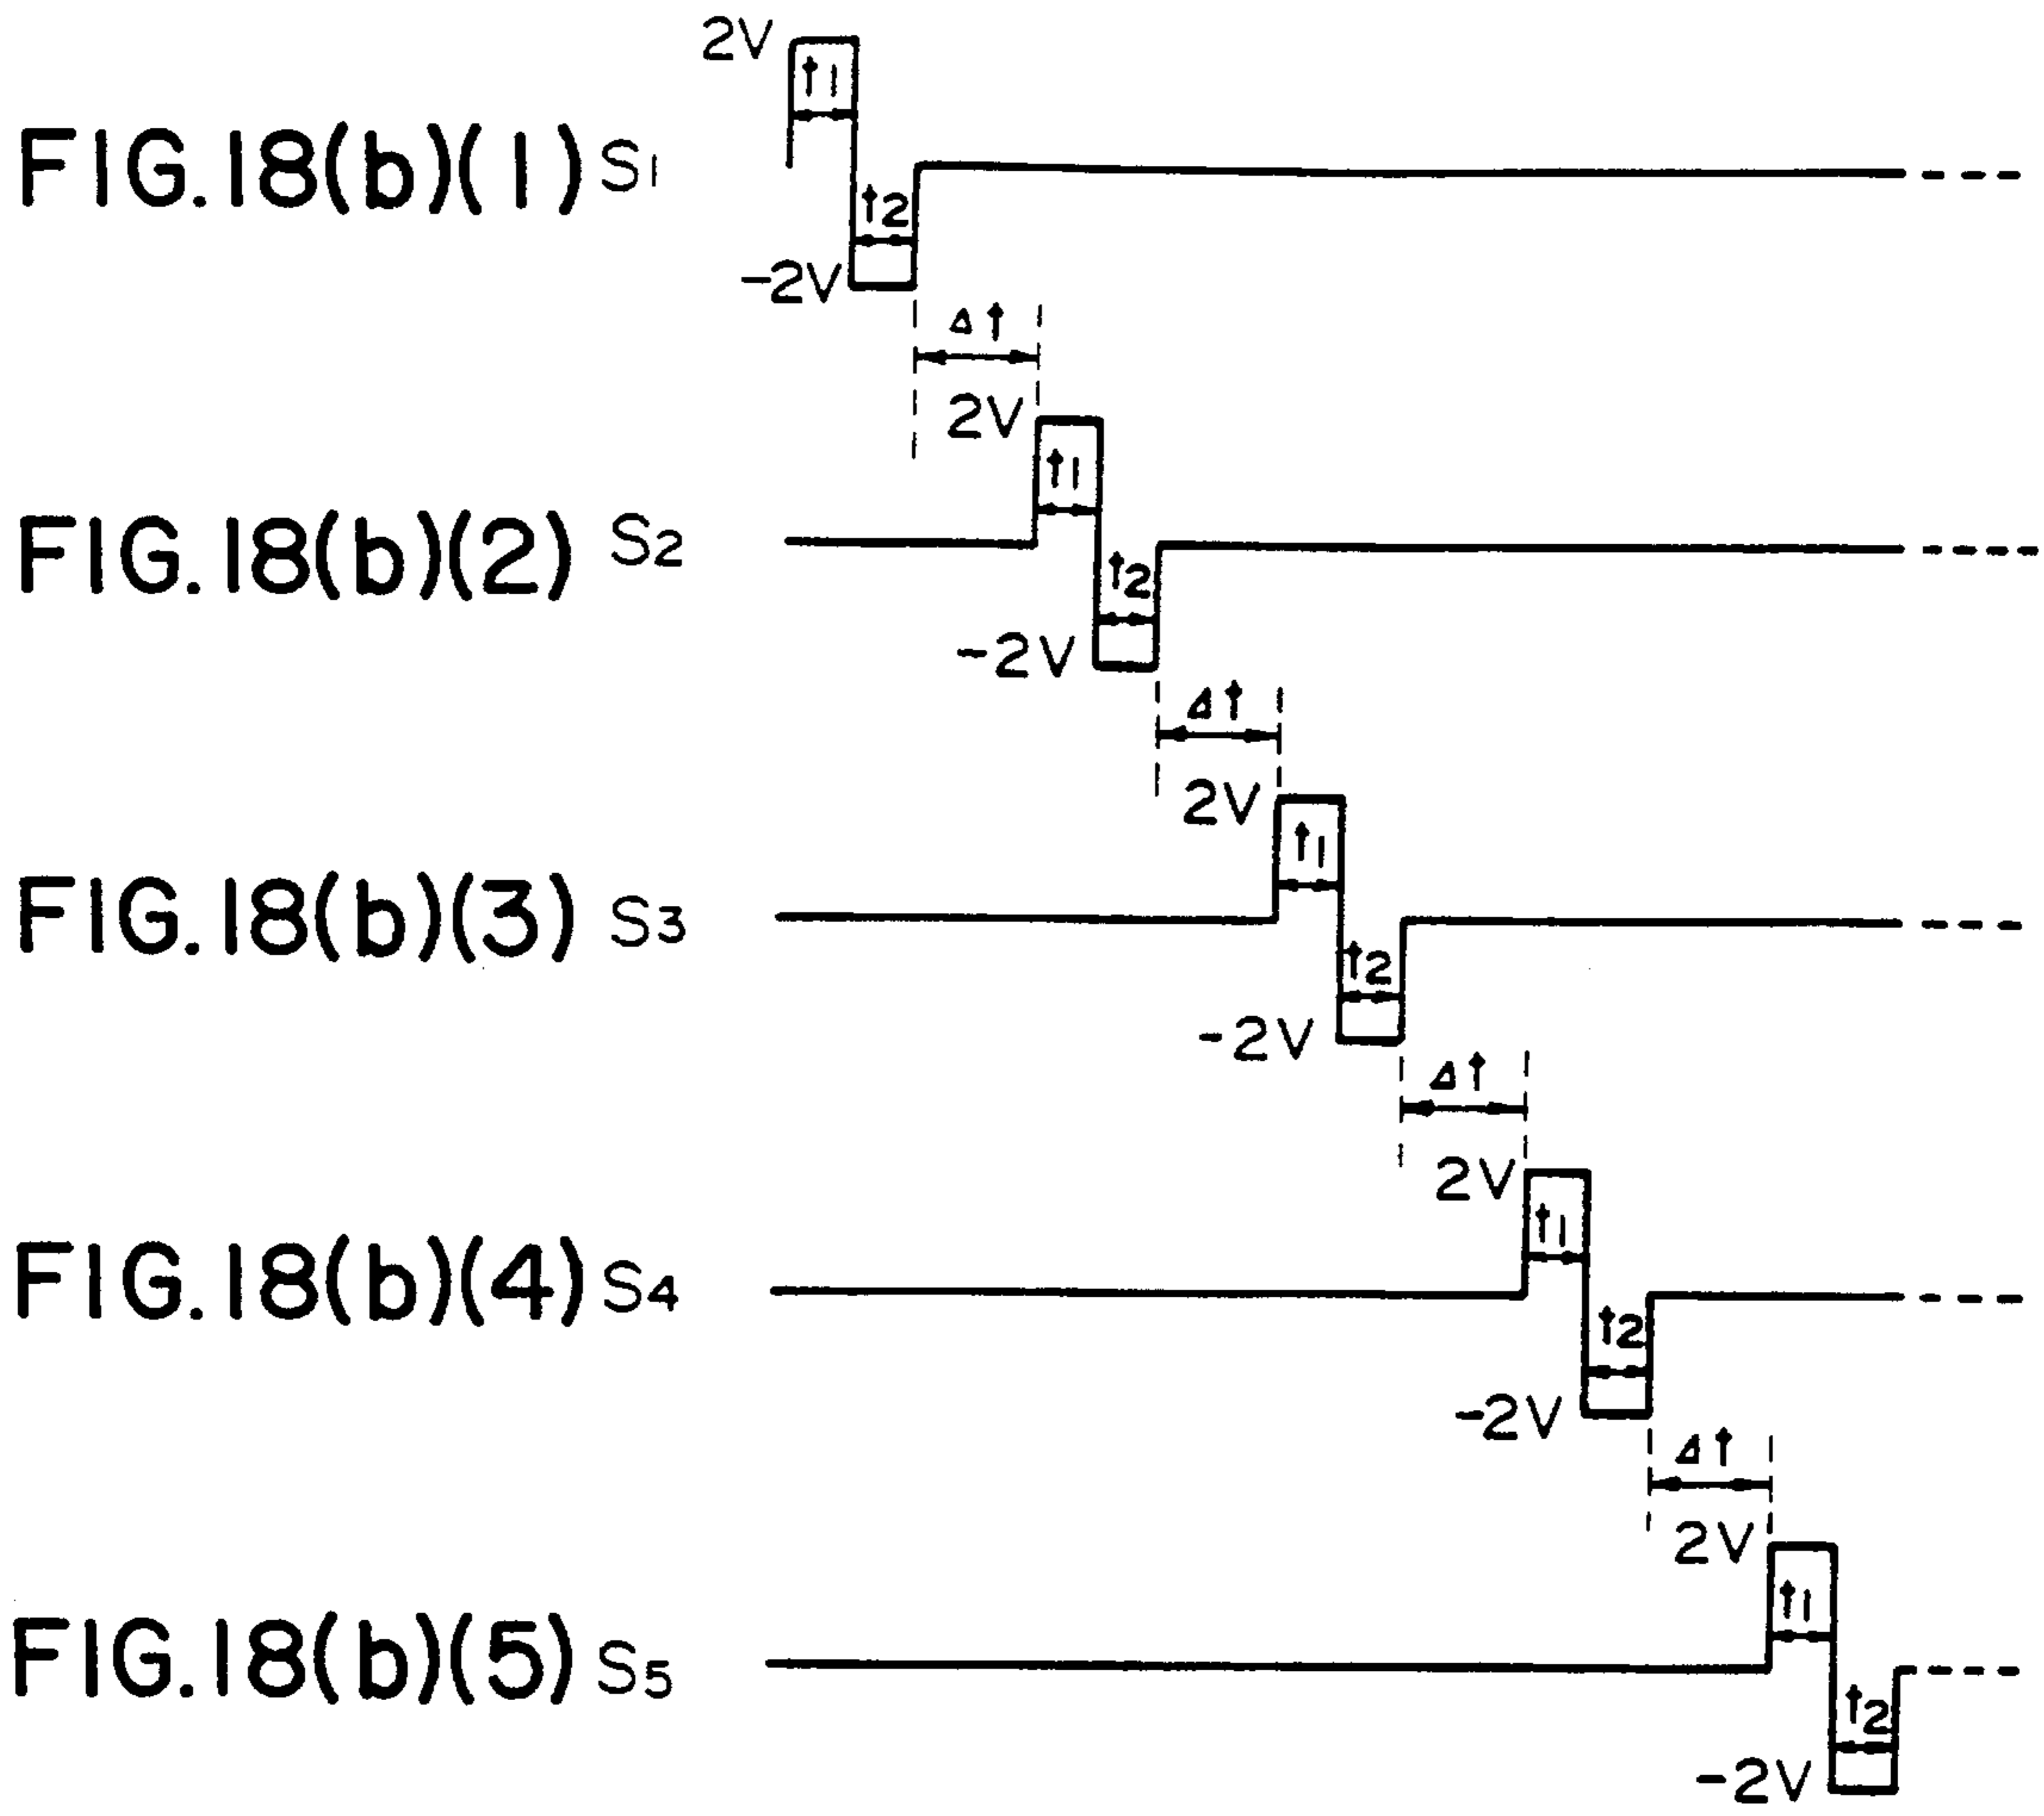 2V
t1
FIG.18(b)(1) S1
t2
-2V
Δt
2V
t1
FIG.18(b)(2) S2
t2
-2V
Δt
2V
t1
FIG.18(b)(3) S3
t2
-2V
Δt
2V
t1
FIG.18(b)(4) S4
t2
-2V
Δt
2V
t1
FIG.18(b)(5) S5
t2
-2V